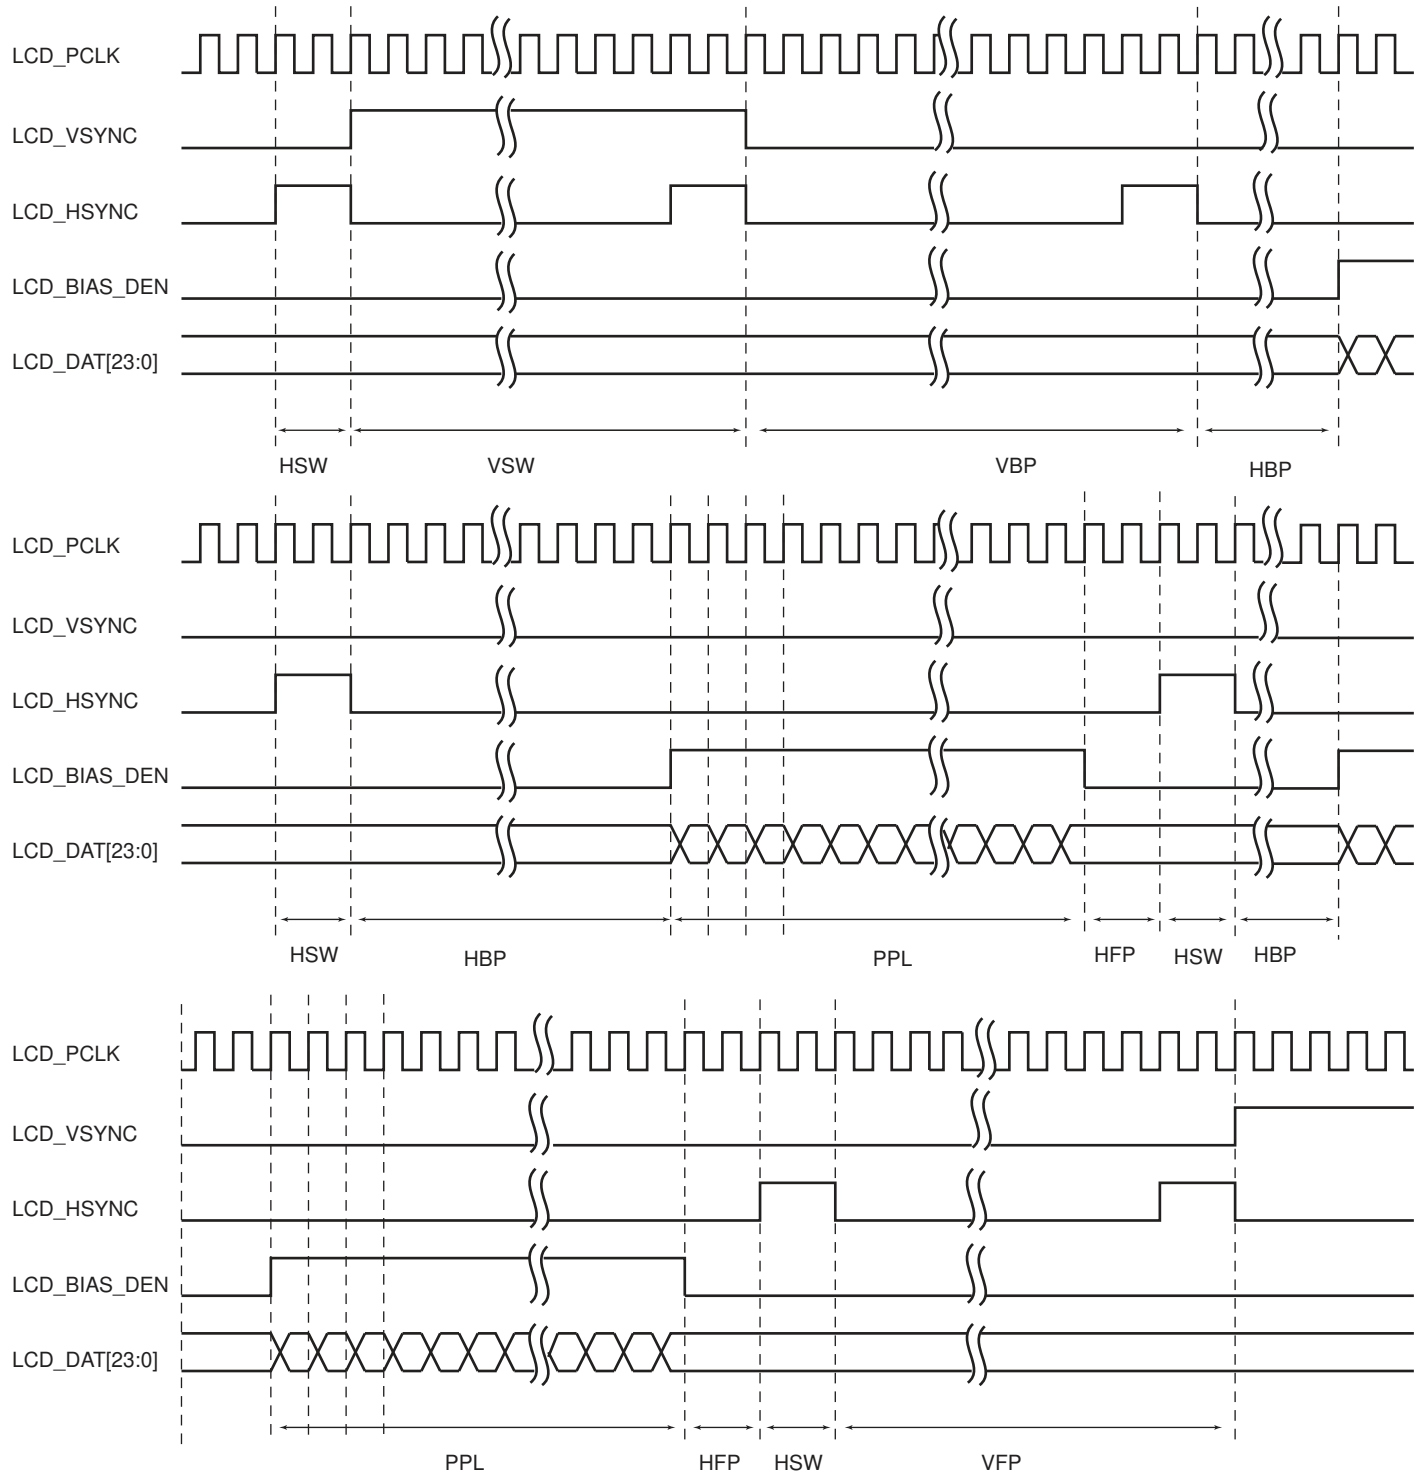 LCD_PCLK
LCD_VSYNC
LCD_HSYNC
LCD_BIAS_DEN
LCD_DAT[23:0]
HSW VSW VBP HBP
LCD_PCLK
LCD_VSYNC
LCD_HSYNC
LCD_BIAS_DEN
LCD_DAT[23:0]
HSW HBP PPL HFP HSW HBP
LCD_PCLK
LCD_VSYNC
LCD_HSYNC
LCD_BIAS_DEN
LCD_DAT[23:0]
PPL HFP HSW VFP